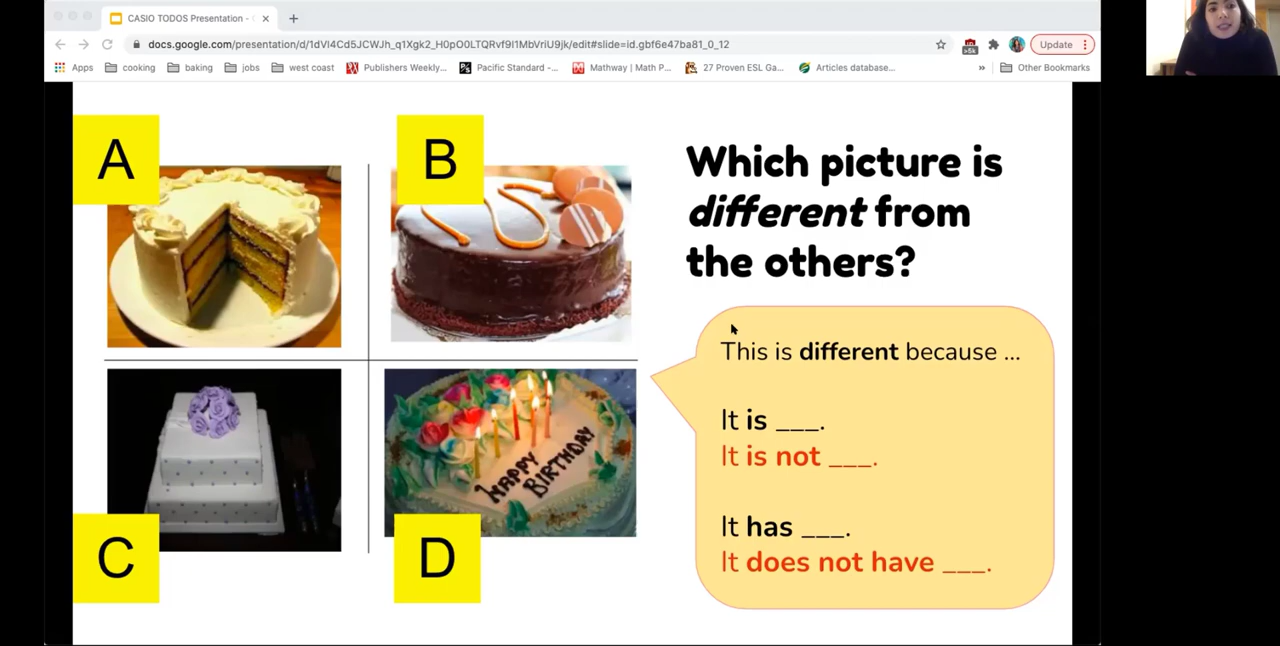 CASIO TODOS Presentation -
docs.google.com/presentation/d/1dVl4Cd5JCWJh_q1Xgk2_H0pO0LTQRvf9l1MbVriU9jk/edit#slide=id.gbf6e47ba81_0_12
Update
Apps
cooking
baking
jobs
west coast
Publishers Weekly...
Pacific Standard -...
Mathway | Math P...
27 Proven ESL Ga...
Articles database...
»
Other Bookmarks
A
B
C
D
HAPPY
BIRTHDAY
Which picture is
different from
the others?
This is different because ...
It is ___.
It is not ___.
It has ___.
It does not have ___.